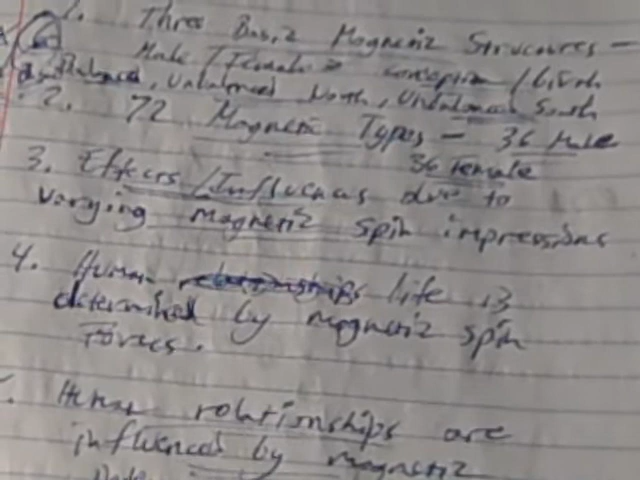 1. Three Basic Magnetic Structures -
Male / Female conception / birth
Balanced, Unbalanced North, Unbalanced South
2. 72 Magnetic Types - 36 Male
36 Female
3. Effects/Influences due to
varying magnetic spin impressions
4. Human relationships life is
determined by magnetic spin
Forces.
Human relationships are
influenced by magnetic